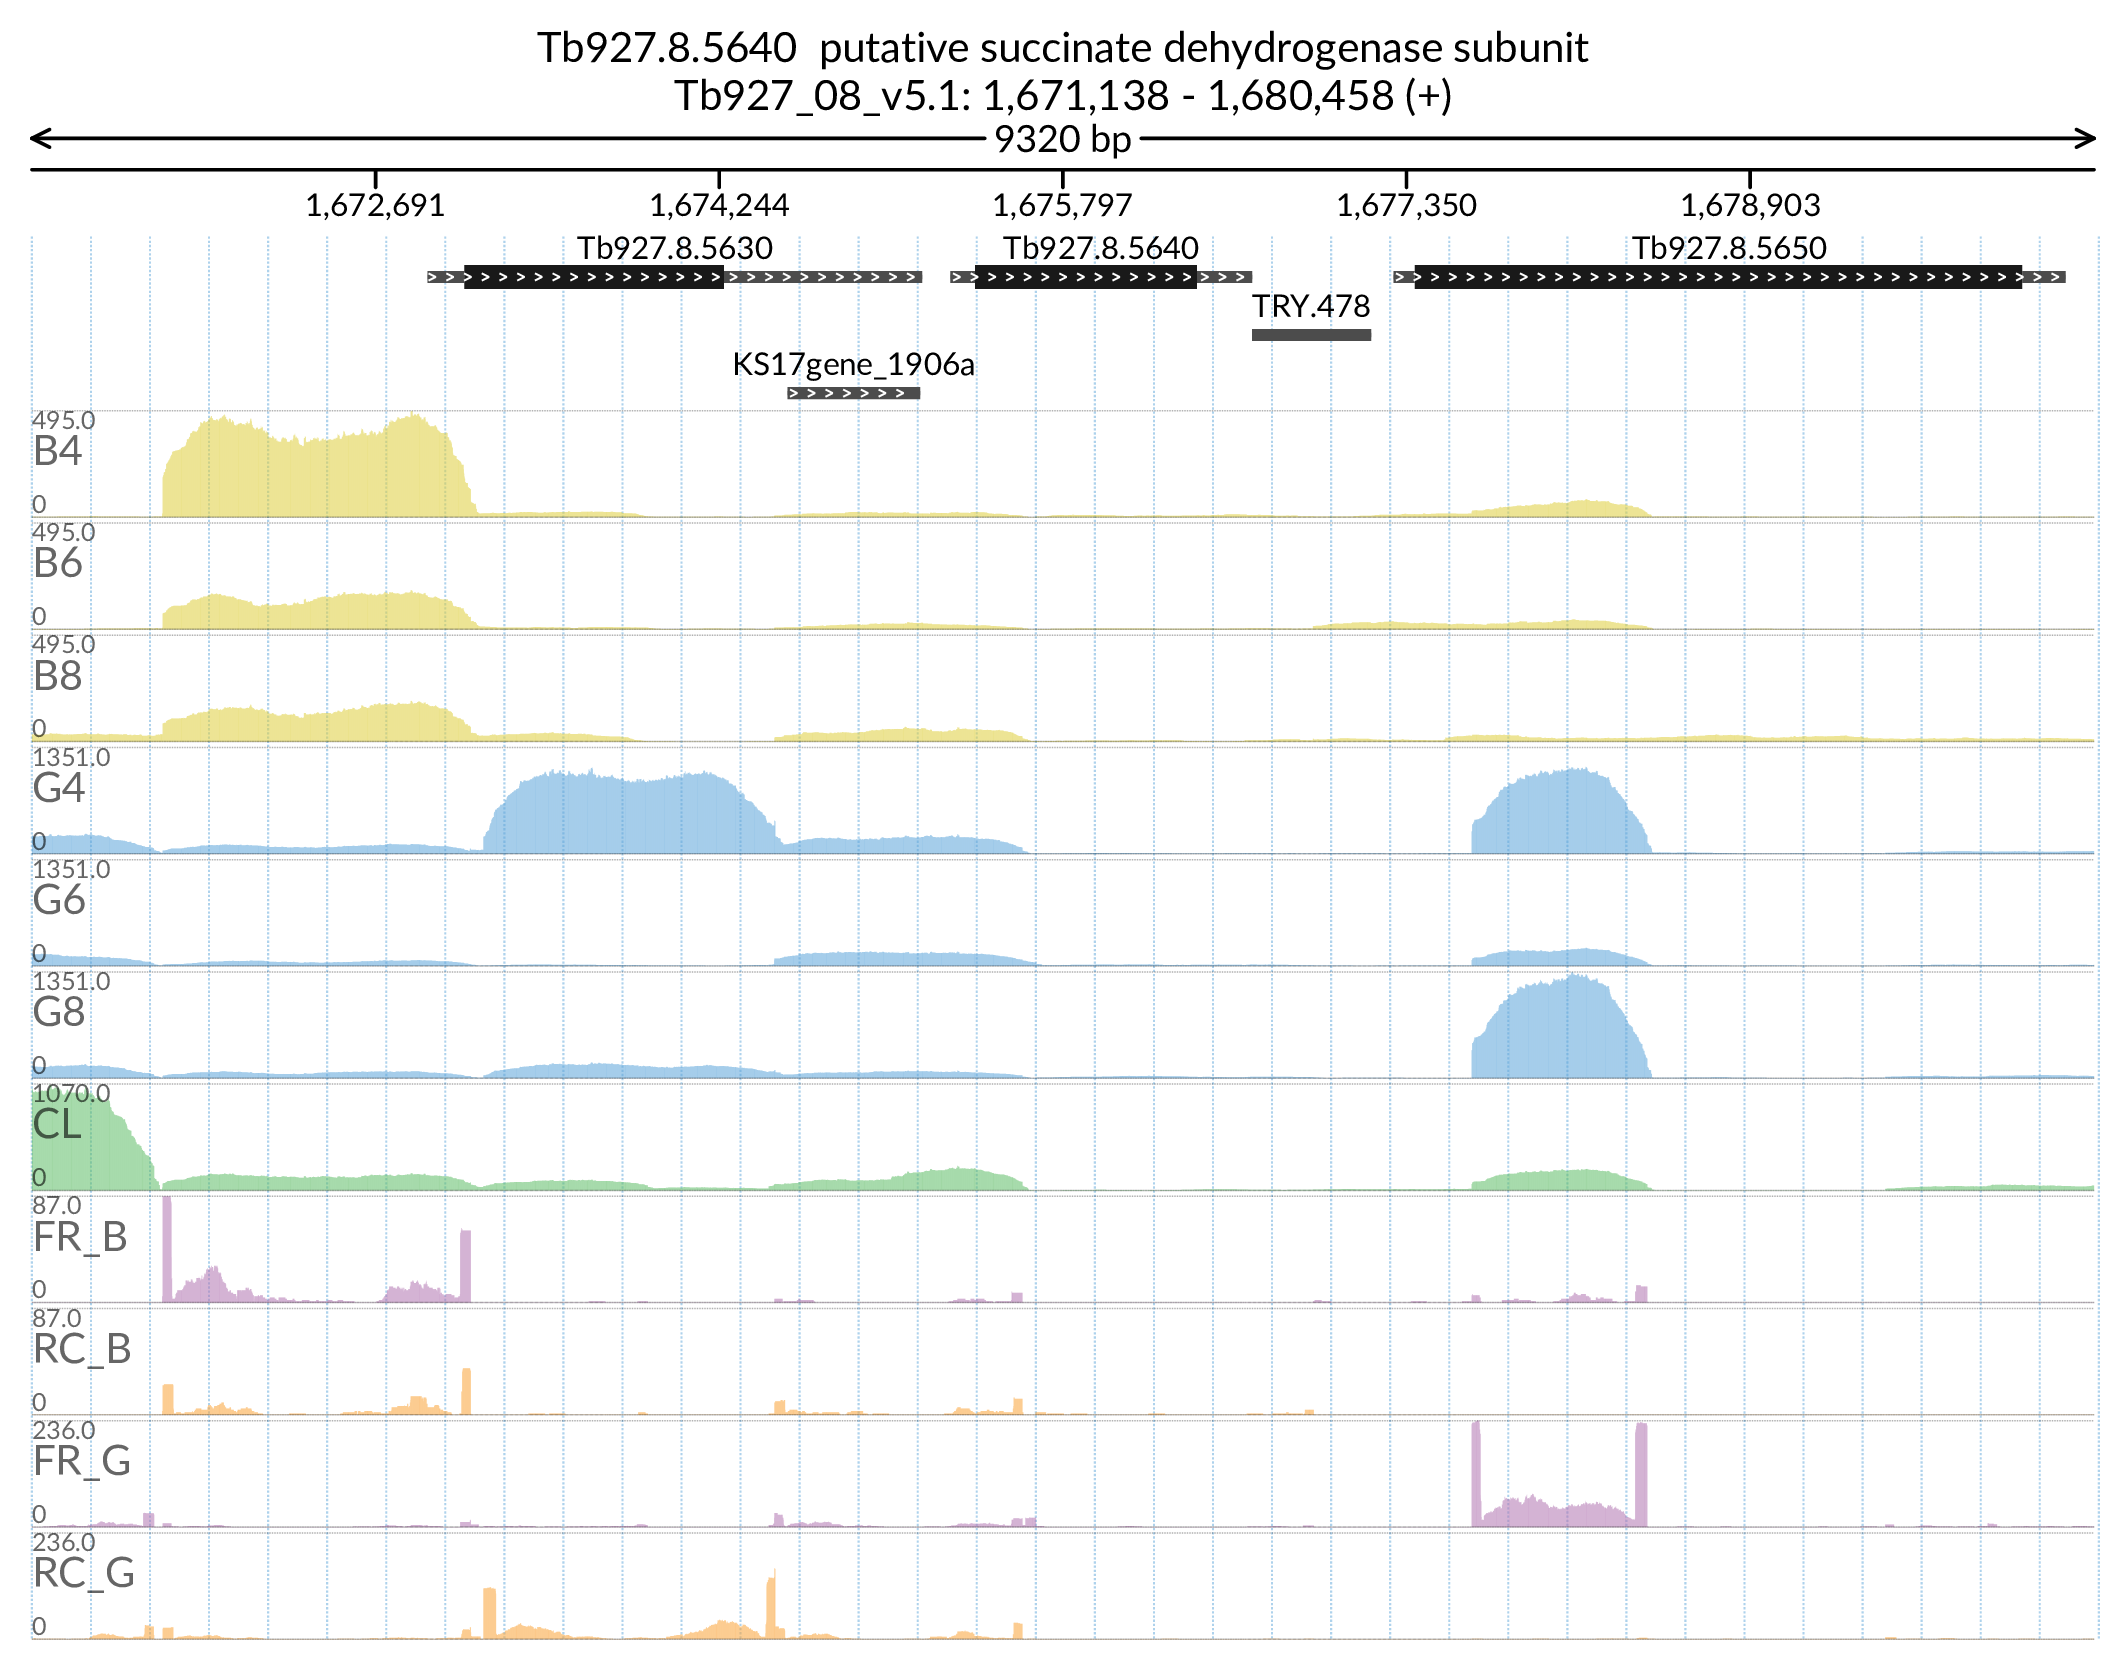 Tb927.8.5640  putative succinate dehydrogenase subunit
Tb927_08_v5.1: 1,671,138 - 1,680,458 (+)
9320 bp
1,672,691 1,674,244 1,675,797 1,677,350 1,678,903
Tb927.8.5630 Tb927.8.5640 Tb927.8.5650
TRY.478
KS17gene_1906a
495.0
B4
0
495.0
B6
0
495.0
B8
0
1351.0
G4
0
1351.0
G6
0
1351.0
G8
0
1070.0
CL
0
87.0
FR_B
0
87.0
RC_B
0
236.0
FR_G
0
236.0
RC_G
0